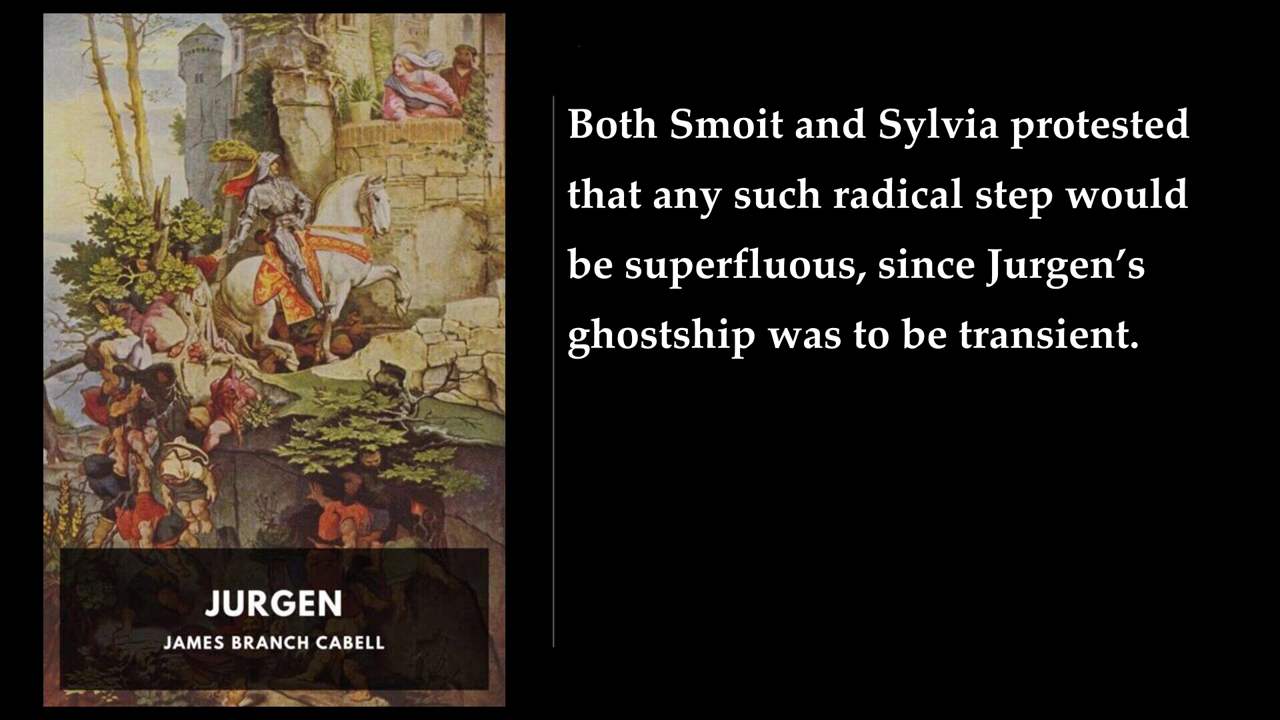 JURGEN
JAMES BRANCH CABELL
Both Smoit and Sylvia protested
that any such radical step would
be superfluous, since Jurgen’s
ghostship was to be transient.